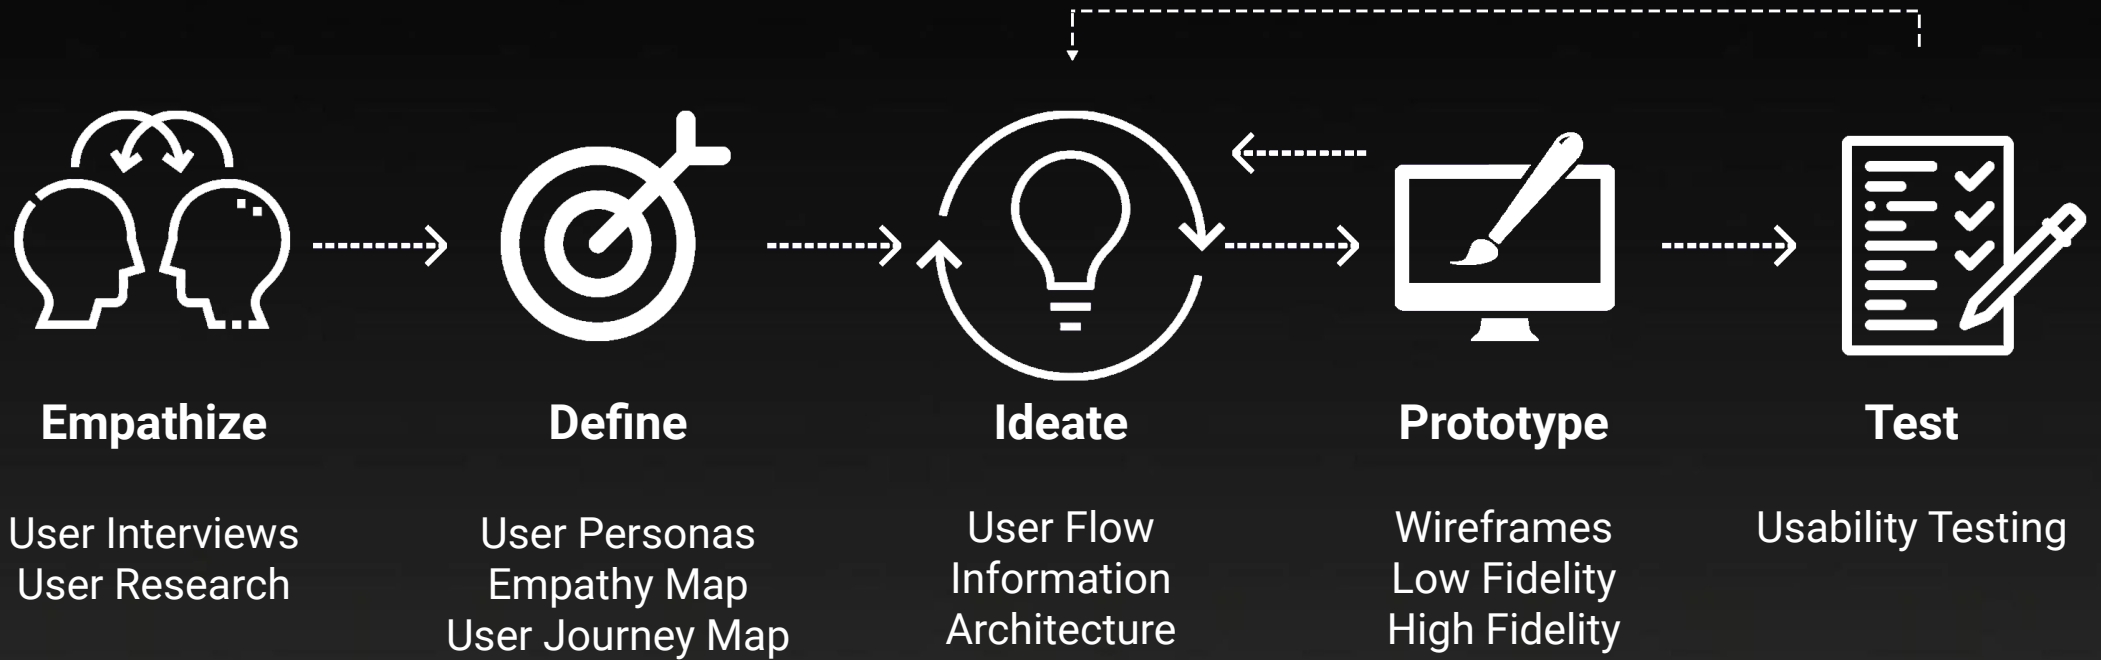 Empathize
User Interviews
User Research
Define
User Personas
Empathy Map
User Journey Map
Ideate
User Flow
Information
Architecture
Prototype
Wireframes
Low Fidelity
High Fidelity
Test
Usability Testing